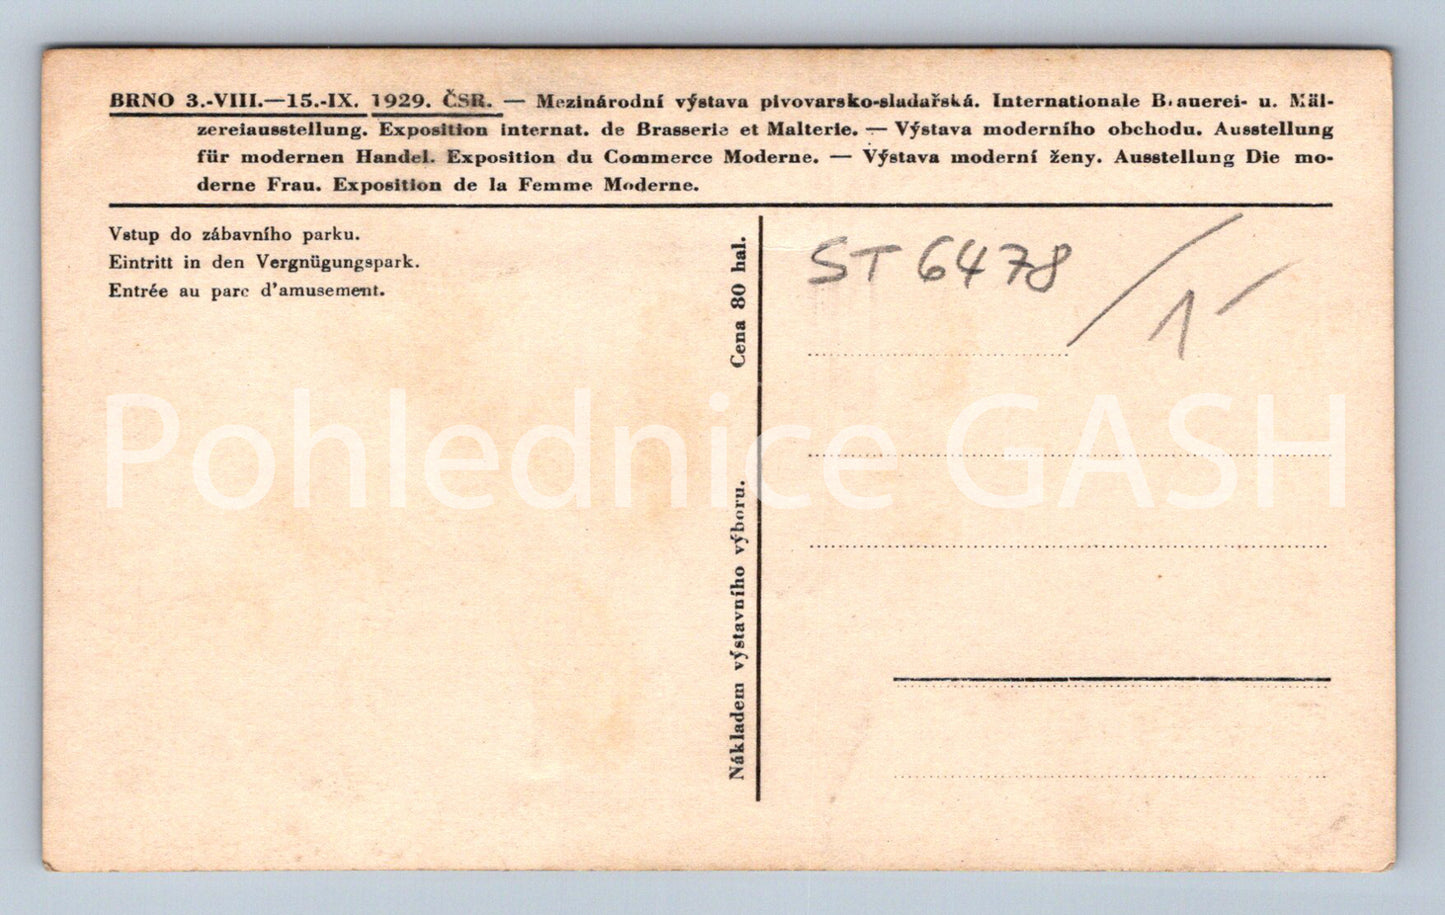 BRNO 3.-VIII.—15.-IX. 1929. ČSR. — Mezinárodní výstava pivovarsko-sladařská. Internationale Brauerei- u. Mäl-
zereiausstellung. Exposition internat. de Brasserie et Malterie. — Výstava moderního obchodu. Ausstellung
für modernen Handel. Exposition du Commerce Moderne. — Výstava moderní ženy. Ausstellung Die mo-
derne Frau. Exposition de la Femme Moderne.
Vstup do zábavního parku.
Eintritt in den Vergnügungspark.
Entrée au parc d'amusement.
Nákladem výstavního výboru. Cena 80 hal.
ST 6478 / 1-
Pohlednice GASH